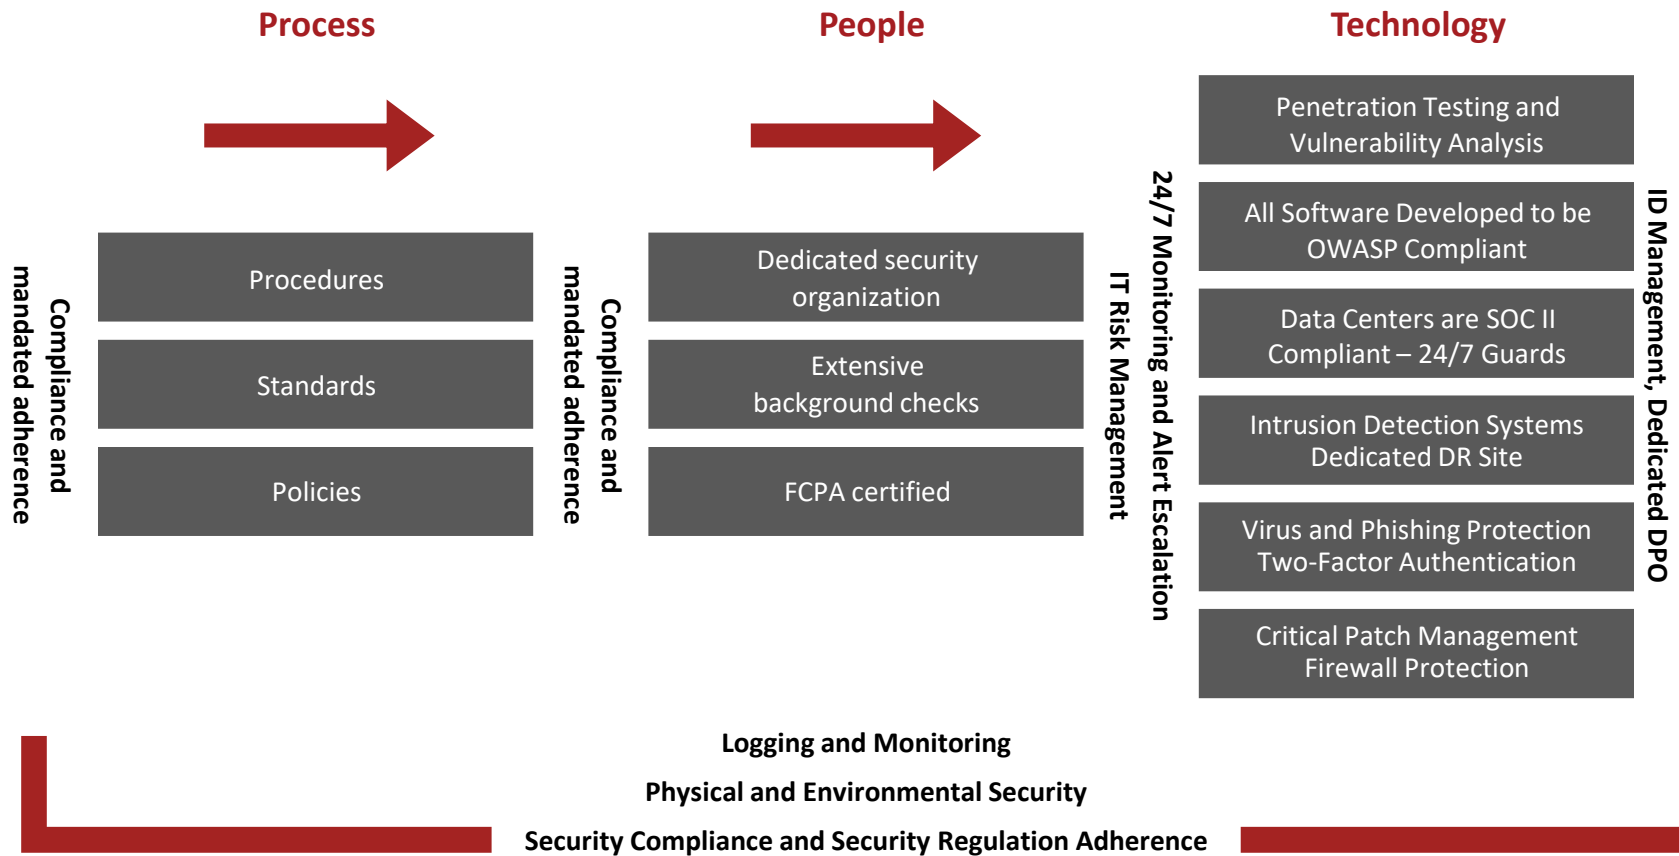 Process
People
Technology
Compliance and
mandated adherence
Procedures
Standards
Policies
Compliance and
mandated adherence
Dedicated security
organization
Extensive
background checks
FCPA certified
IT Risk Management
24/7 Monitoring and Alert Escalation
Penetration Testing and
Vulnerability Analysis
All Software Developed to be
OWASP Compliant
Data Centers are SOC II
Compliant – 24/7 Guards
Intrusion Detection Systems
Dedicated DR Site
Virus and Phishing Protection
Two-Factor Authentication
Critical Patch Management
Firewall Protection
ID Management, Dedicated DPO
Logging and Monitoring
Physical and Environmental Security
Security Compliance and Security Regulation Adherence